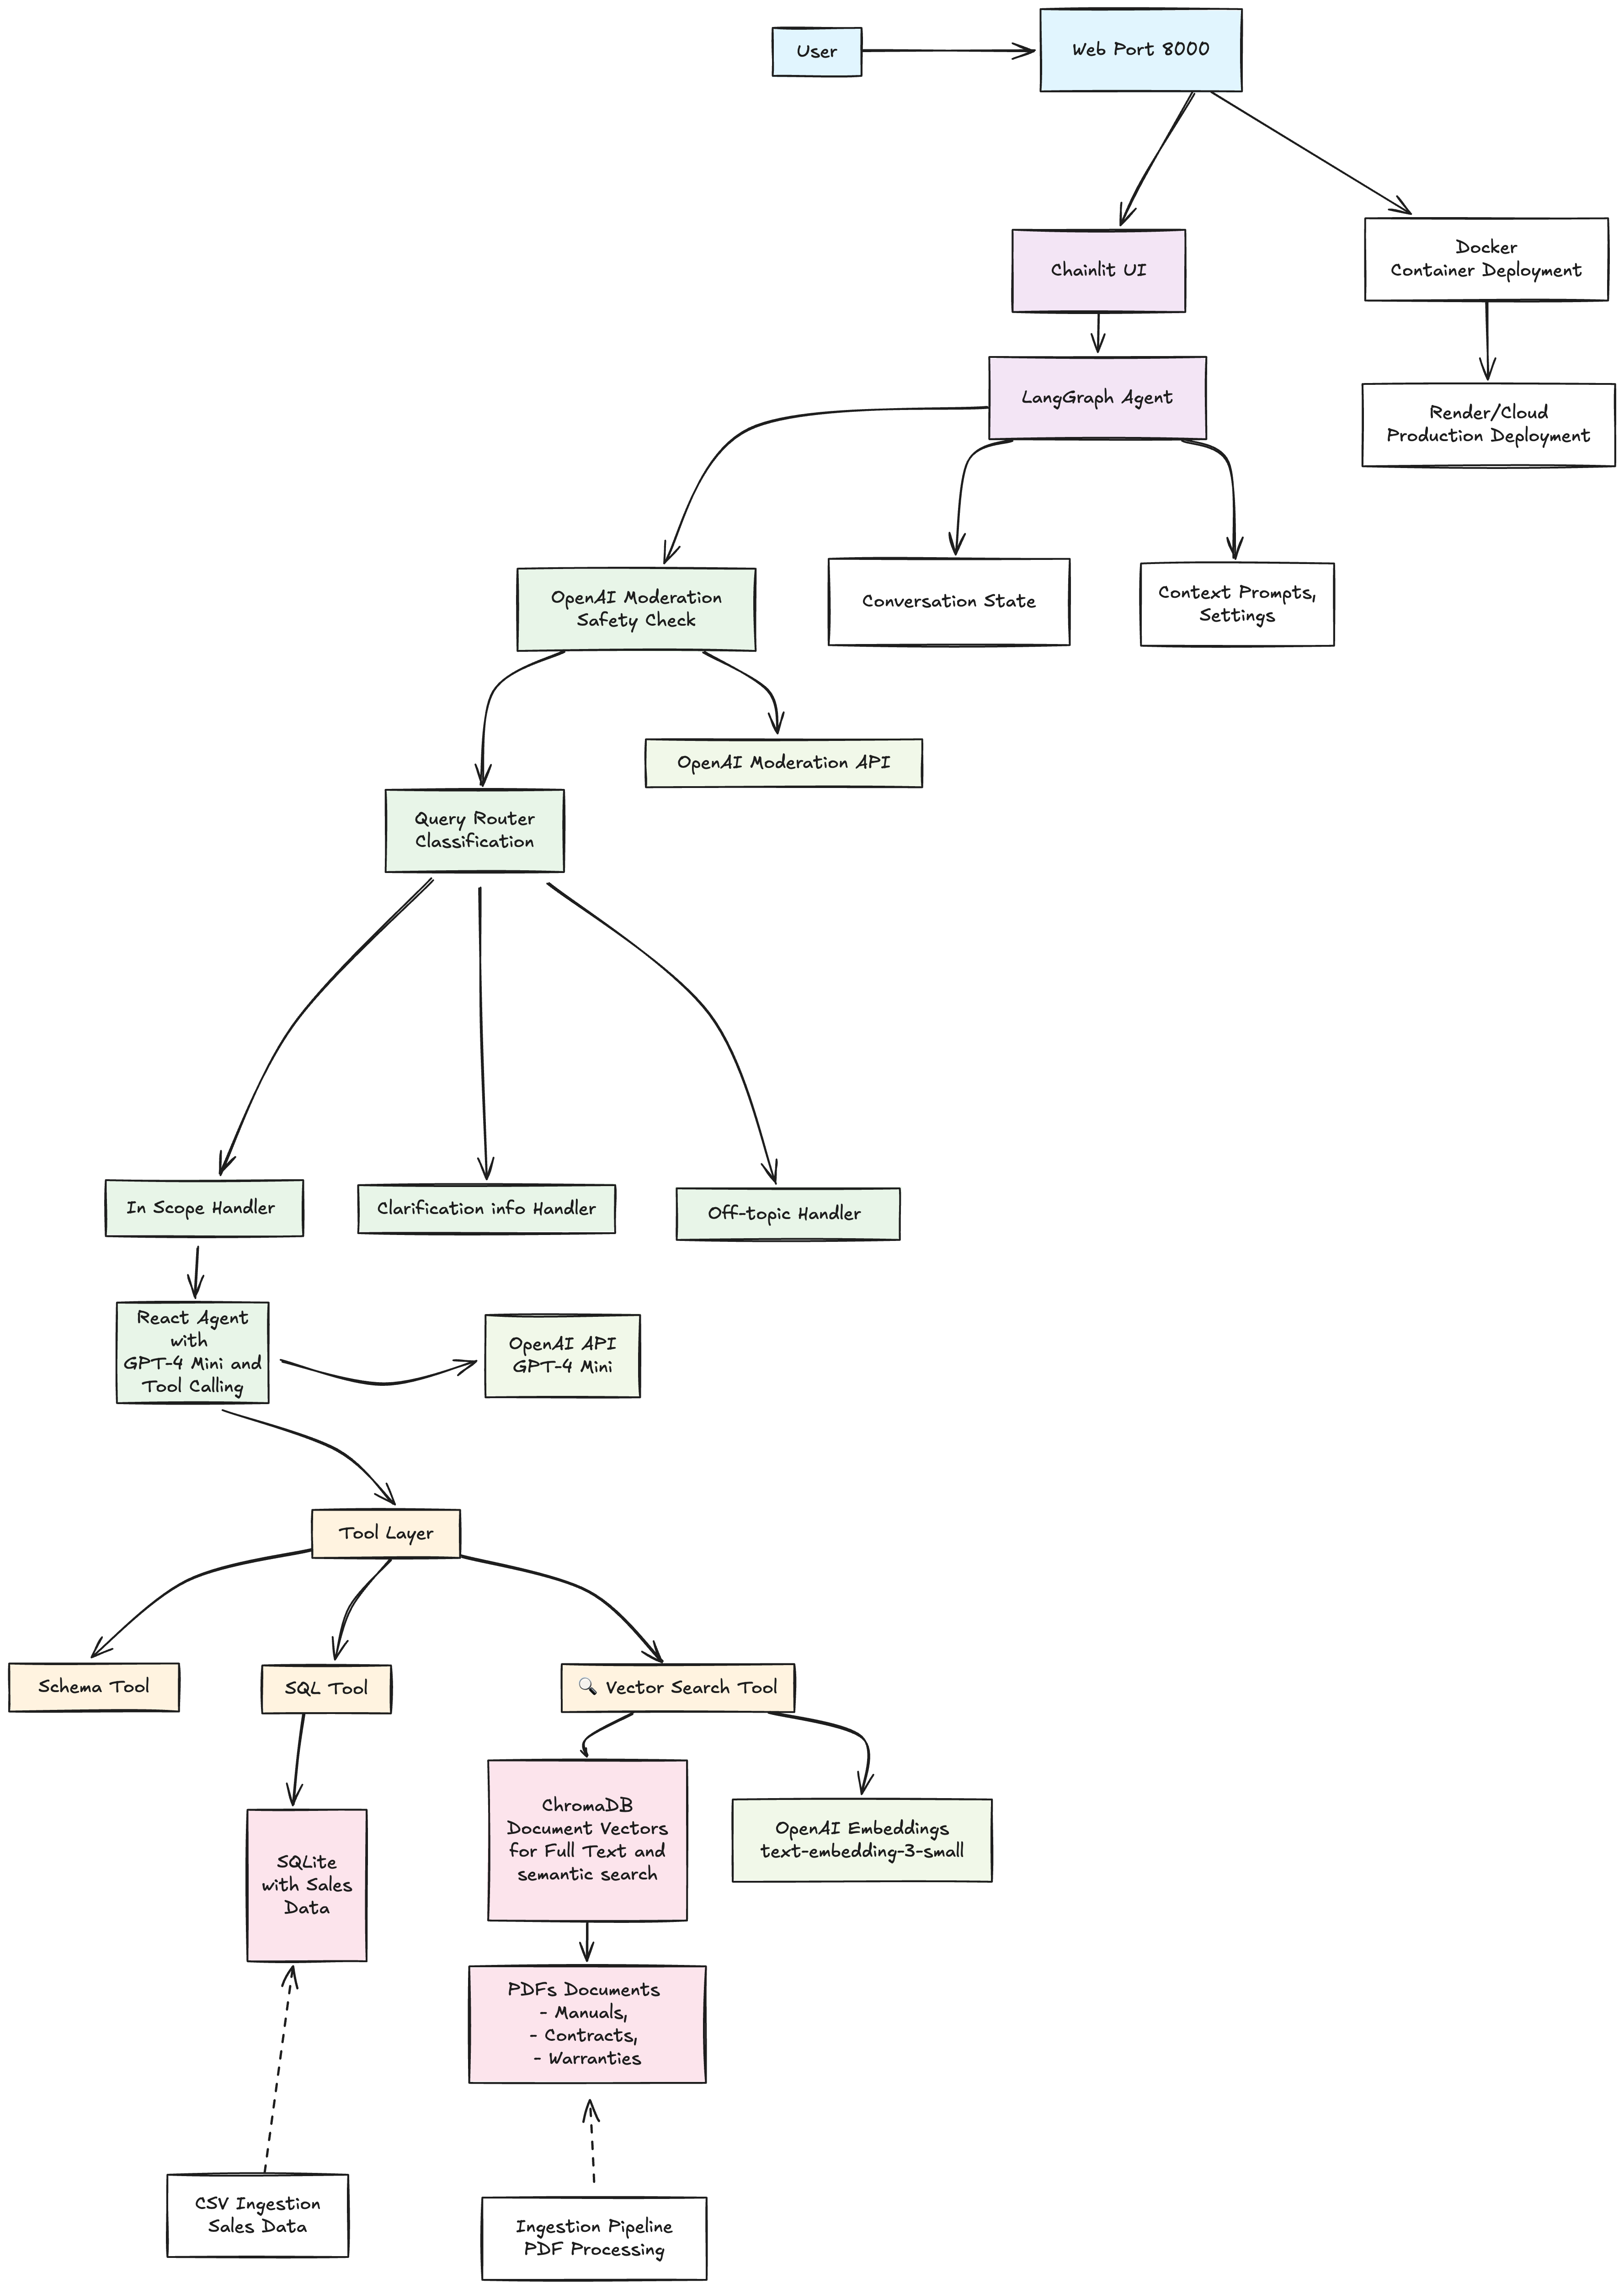 User
Web Port 8000
Chainlit UI
Docker
Container Deployment
LangGraph Agent
Render/Cloud
Production Deployment
OpenAI Moderation
Safety Check
Conversation State
Context Prompts,
Settings
OpenAI Moderation API
Query Router
Classification
In Scope Handler
Clarification info Handler
Off-topic Handler
React Agent
with
GPT-4 Mini and
Tool Calling
OpenAI API
GPT-4 Mini
Tool Layer
Schema Tool
SQL Tool
🔍 Vector Search Tool
ChromaDB
Document Vectors
for Full Text and
semantic search
OpenAI Embeddings
text-embedding-3-small
SQLite
with Sales
Data
PDFs Documents
- Manuals,
- Contracts,
- Warranties
CSV Ingestion
Sales Data
Ingestion Pipeline
PDF Processing